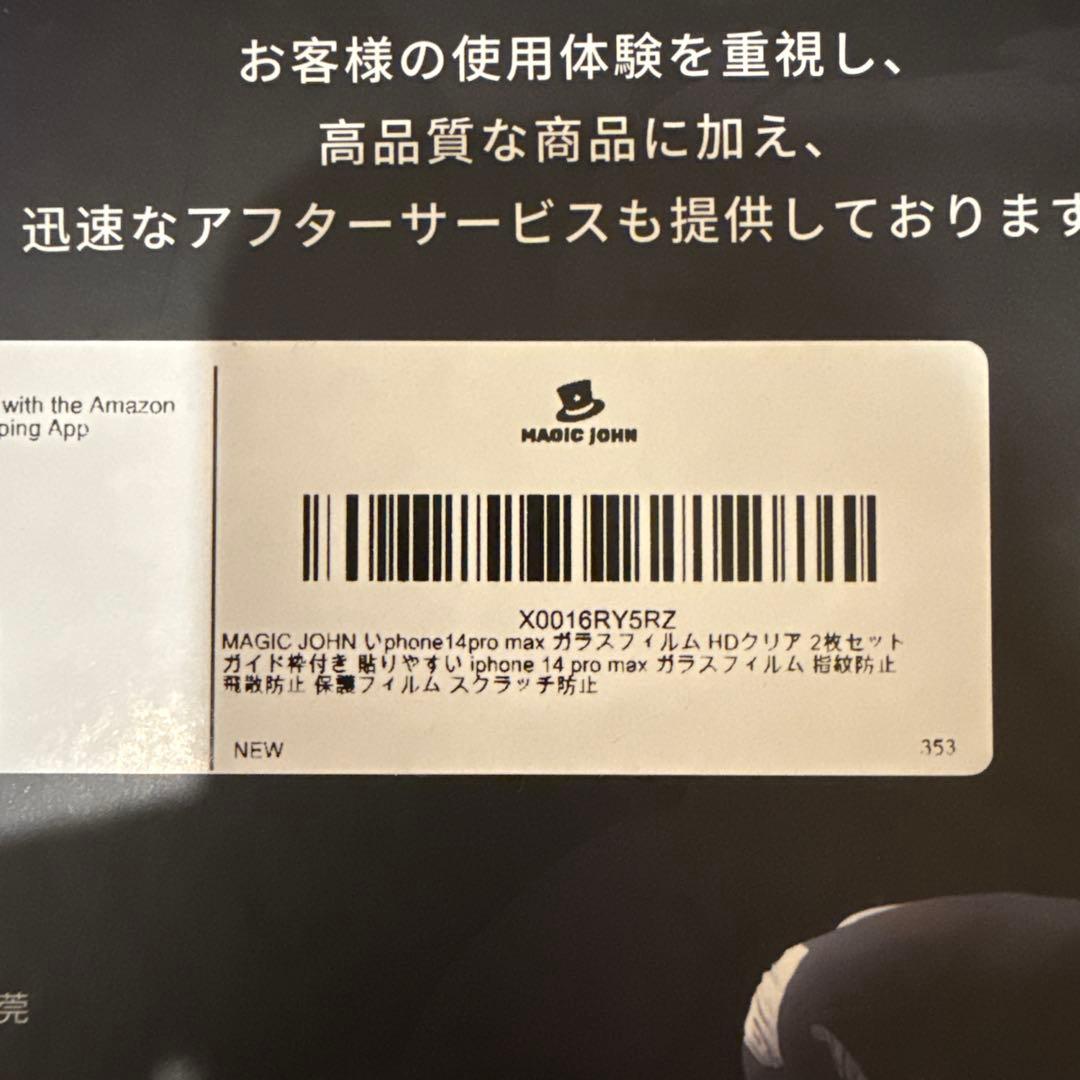 お客様の使用体験を重視し、
高品質な商品に加え、
迅速なアフターサービスも提供しております
with the Amazon
ping App
MAGIC JOHN
X0016RY5RZ
MAGIC JOHN いphone14pro max ガラスフィルム HDクリア 2枚セット
ガイド枠付き 貼りやすい iphone 14 pro max ガラスフィルム 指紋防止
飛散防止 保護フィルム スクラッチ防止
NEW
353
莞